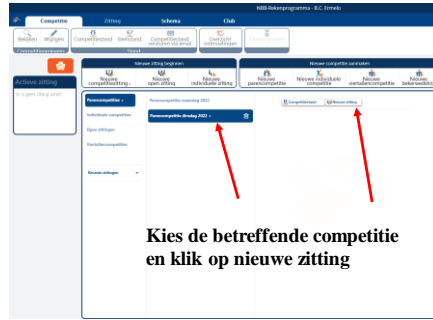 NBB-Rekenprogramma - B.C. Ermelo
Competitie Zitting Schema Club
Bekijken Wijzigen Competitiestand Tienstand Competitiestand versturen via email Overzicht
Competitiegegevens Stand
Nieuwe zitting beginnen Nieuwe competitie aanmaken
Nieuwe competitiezitting Nieuwe open zitting Nieuwe individuele zitting Nieuwe parencompetitie Nieuwe individuele competitie Nieuwe viertallencompetitie Nieuwe
Actieve zitting
Er is geen zitting actief
Parencompetities Parencompetitie maandag 2022 Competitiestand Nieuwe zitting
Individuele competities Parencompetitie dinsdag 2022
Open zittingen
Viertallencompetities
Recente zittingen
Kies de betreffende competitie
en klik op nieuwe zitting